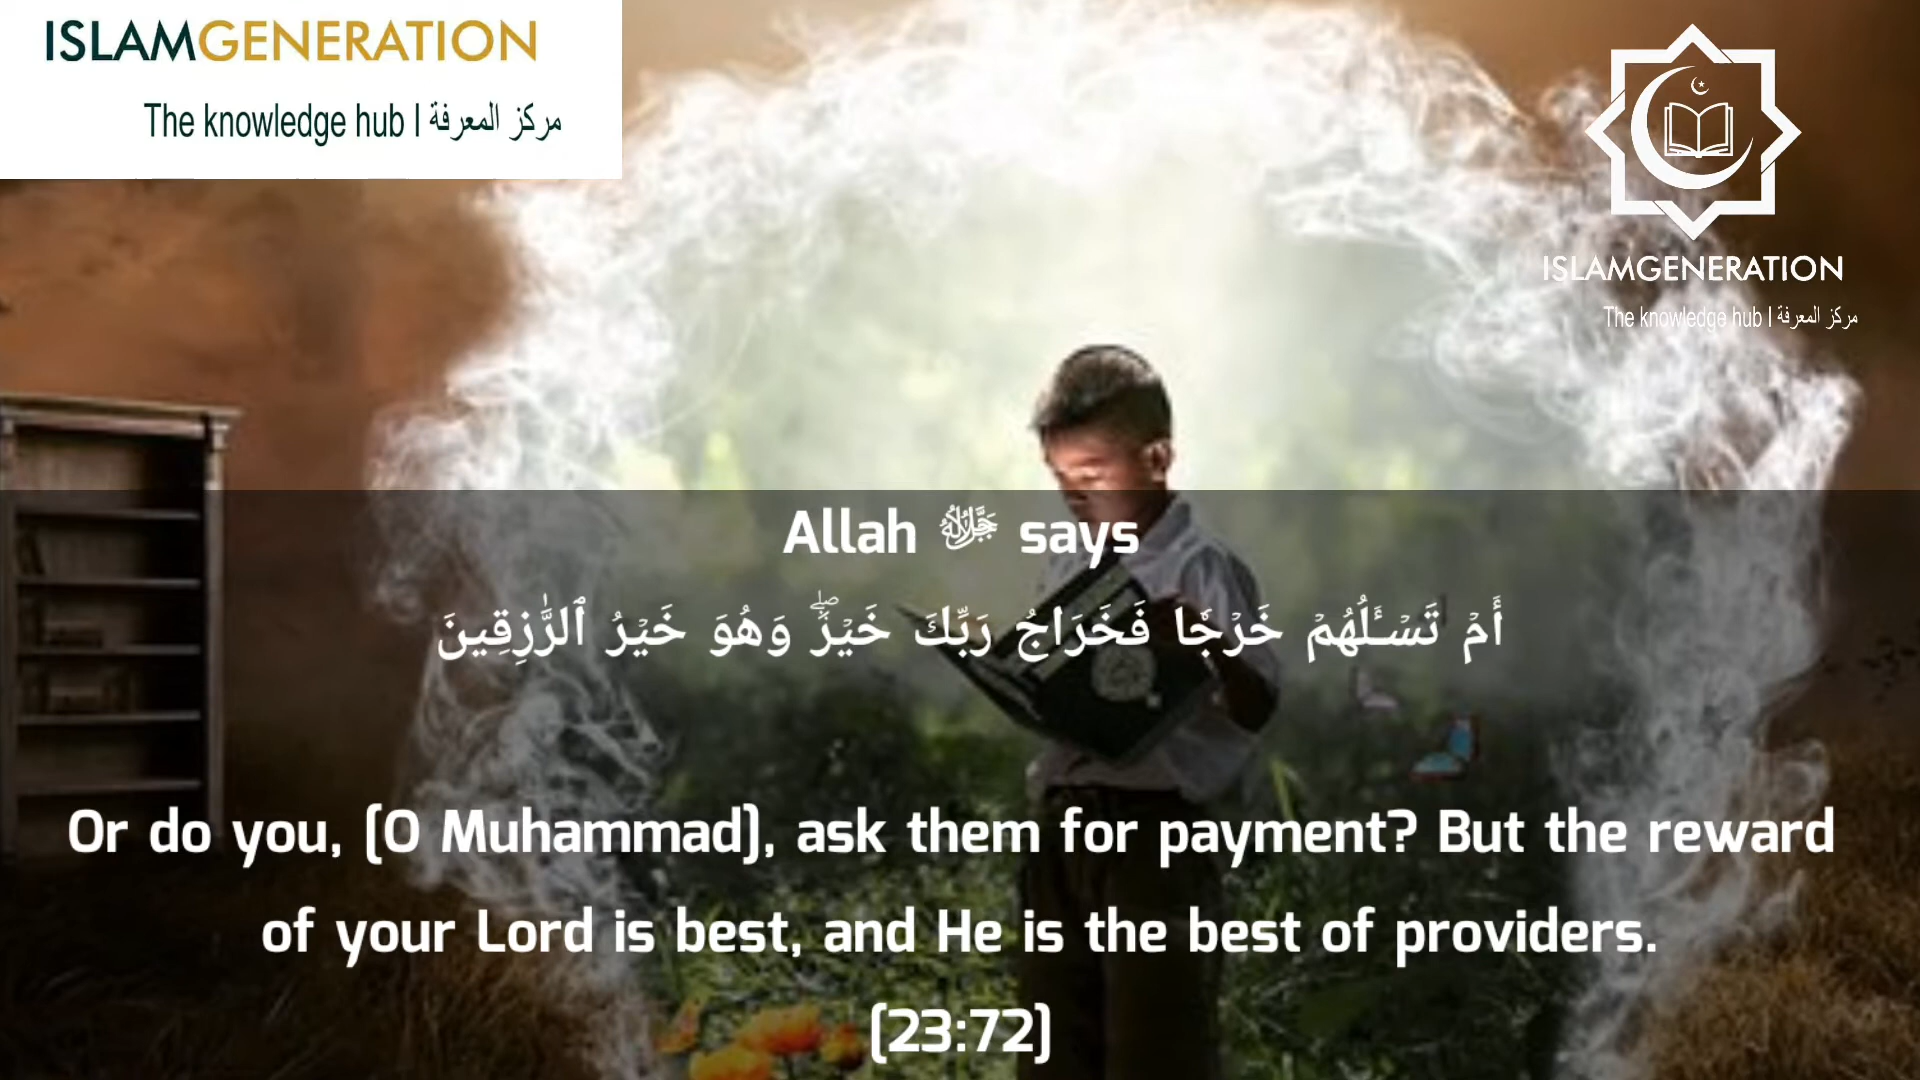 ISLAMGENERATION
The knowledge hub | مركز المعرفة
ISLAMGENERATION
The knowledge hub | مركز المعرفة
Allah ﷻ says
أَمۡ تَسۡـَٔلُهُمۡ خَرۡجٗا فَخَرَاجُ رَبِّكَ خَيۡرٞۖ وَهُوَ خَيۡرُ ٱلرَّٰزِقِينَ
Or do you, [O Muhammad], ask them for payment? But the reward
of your Lord is best, and He is the best of providers.
[23:72]